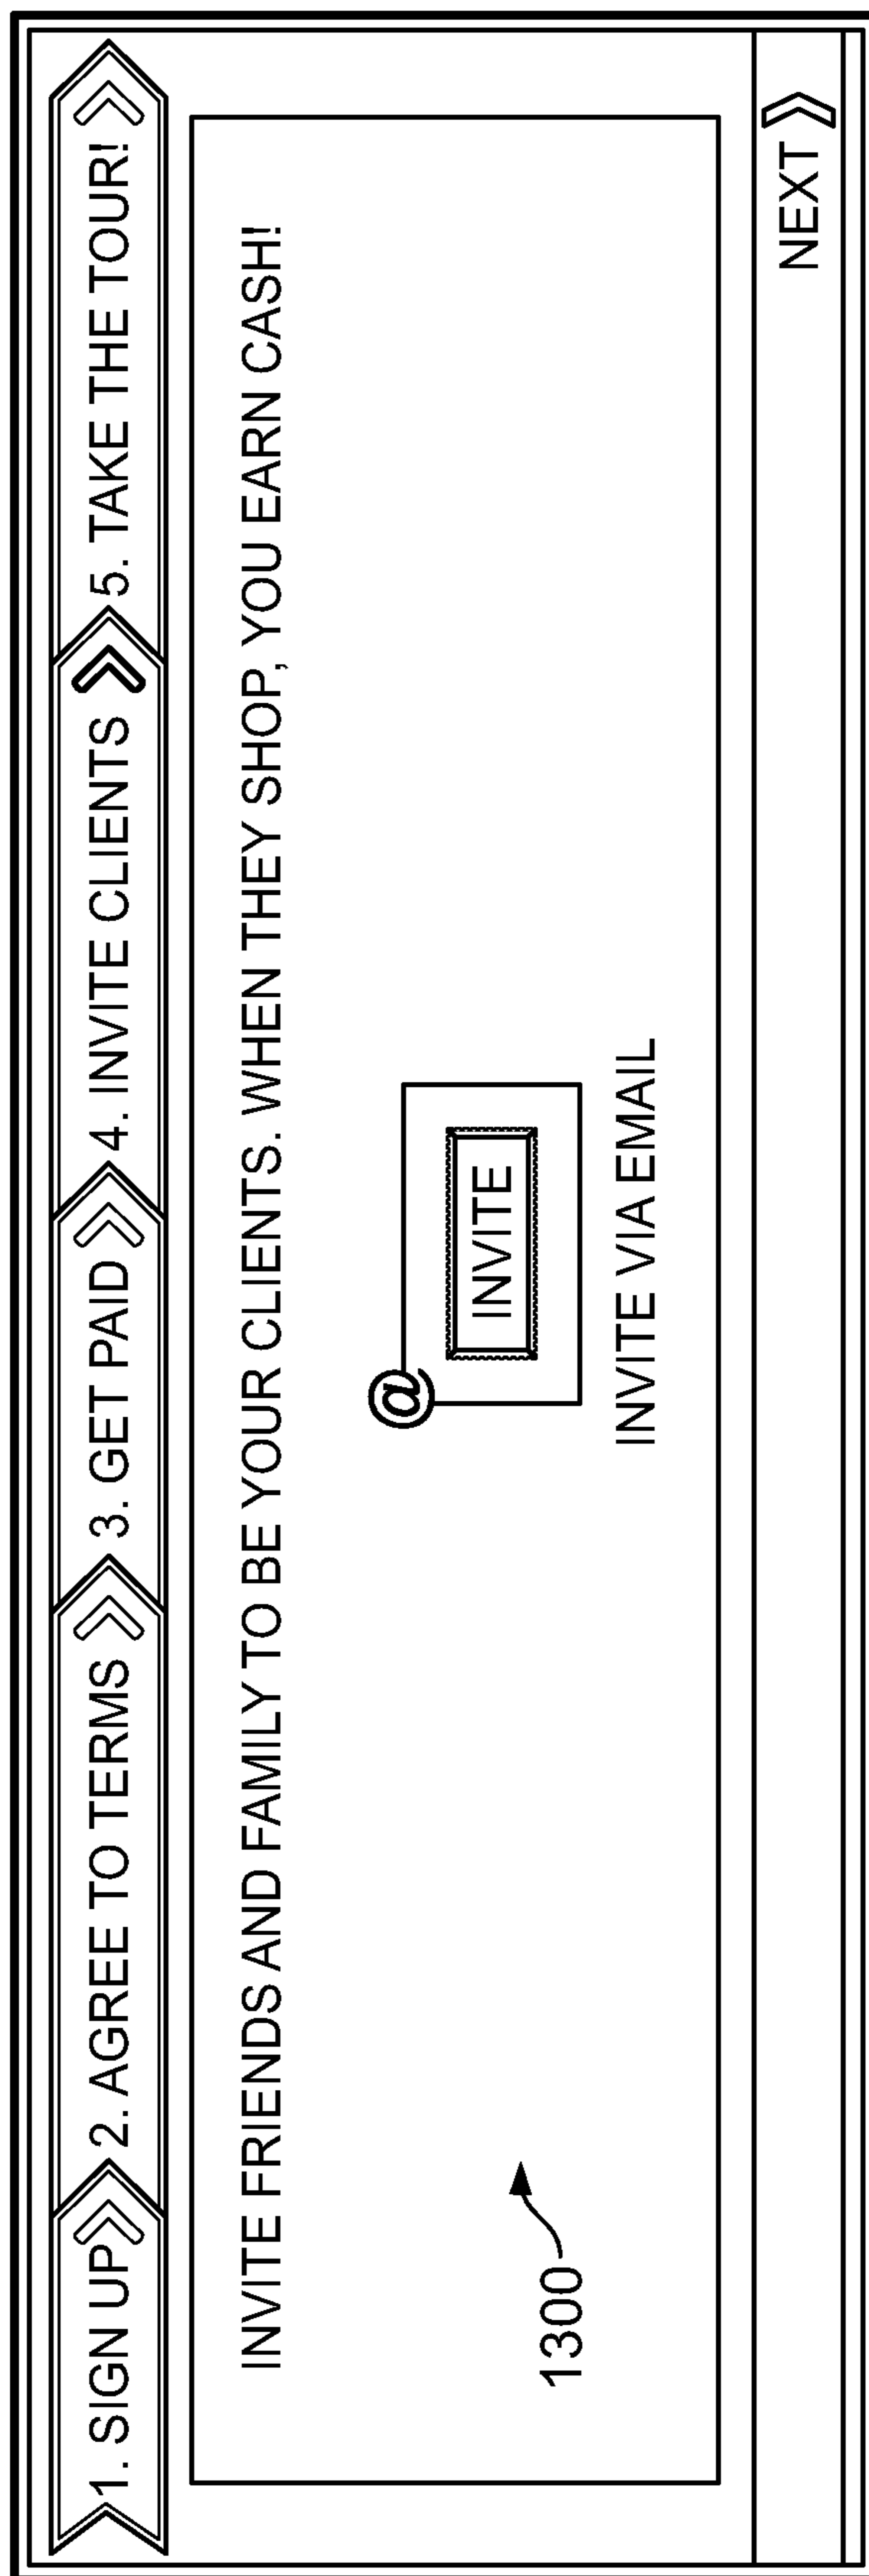 1. SIGN UP 2. AGREE TO TERMS 3. GET PAID 4. INVITE CLIENTS 5. TAKE THE TOUR!
INVITE FRIENDS AND FAMILY TO BE YOUR CLIENTS. WHEN THEY SHOP, YOU EARN CASH!
@
INVITE
1300
INVITE VIA EMAIL
NEXT